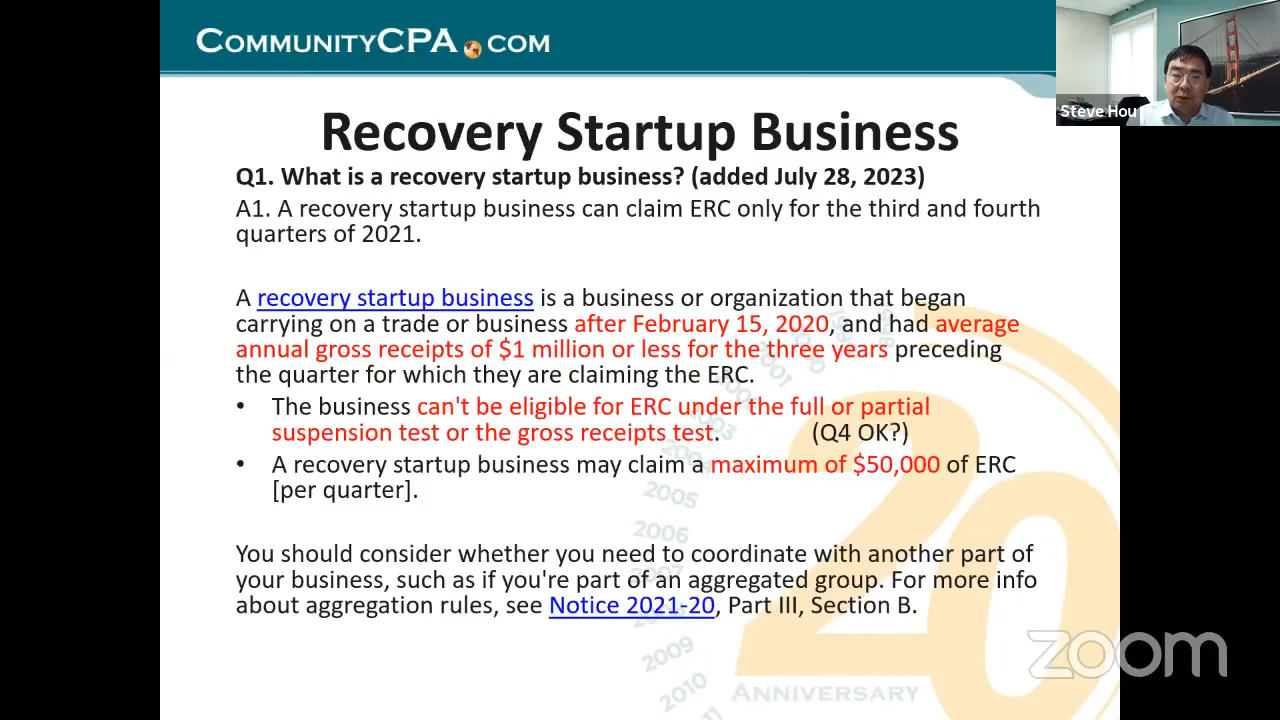 COMMUNITYCPA.COM
Steve Hou
Recovery Startup Business
Q1. What is a recovery startup business? (added July 28, 2023)
A1. A recovery startup business can claim ERC only for the third and fourth
quarters of 2021.
A recovery startup business is a business or organization that began
carrying on a trade or business after February 15, 2020, and had average
annual gross receipts of $1 million or less for the three years preceding
the quarter for which they are claiming the ERC.
• The business can't be eligible for ERC under the full or partial
suspension test or the gross receipts test. (Q4 OK?)
• A recovery startup business may claim a maximum of $50,000 of ERC
[per quarter].
You should consider whether you need to coordinate with another part of
your business, such as if you're part of an aggregated group. For more info
about aggregation rules, see Notice 2021-20, Part III, Section B.
2001
2003
2005
2006
2007
2009
2010
20
ANNIVERSARY
zoom